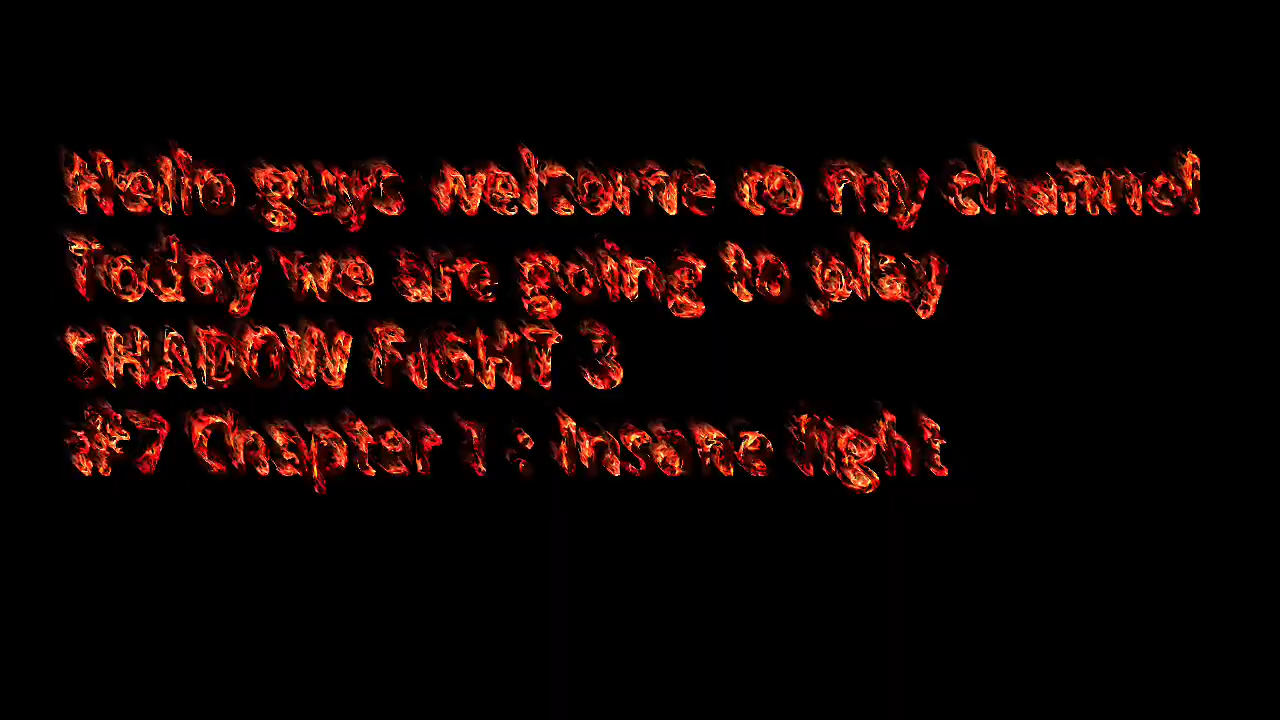 Hello guys welcome to my channel
Today we are going to play
SHADOW FIGHT 3
#7 Chapter 1 : Insane fight